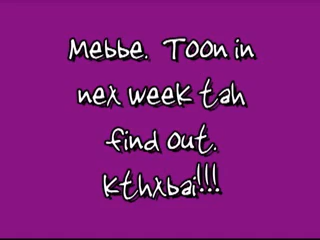 Mebbe. Toon in
nex week tah
find out.
Kthxbai!!!